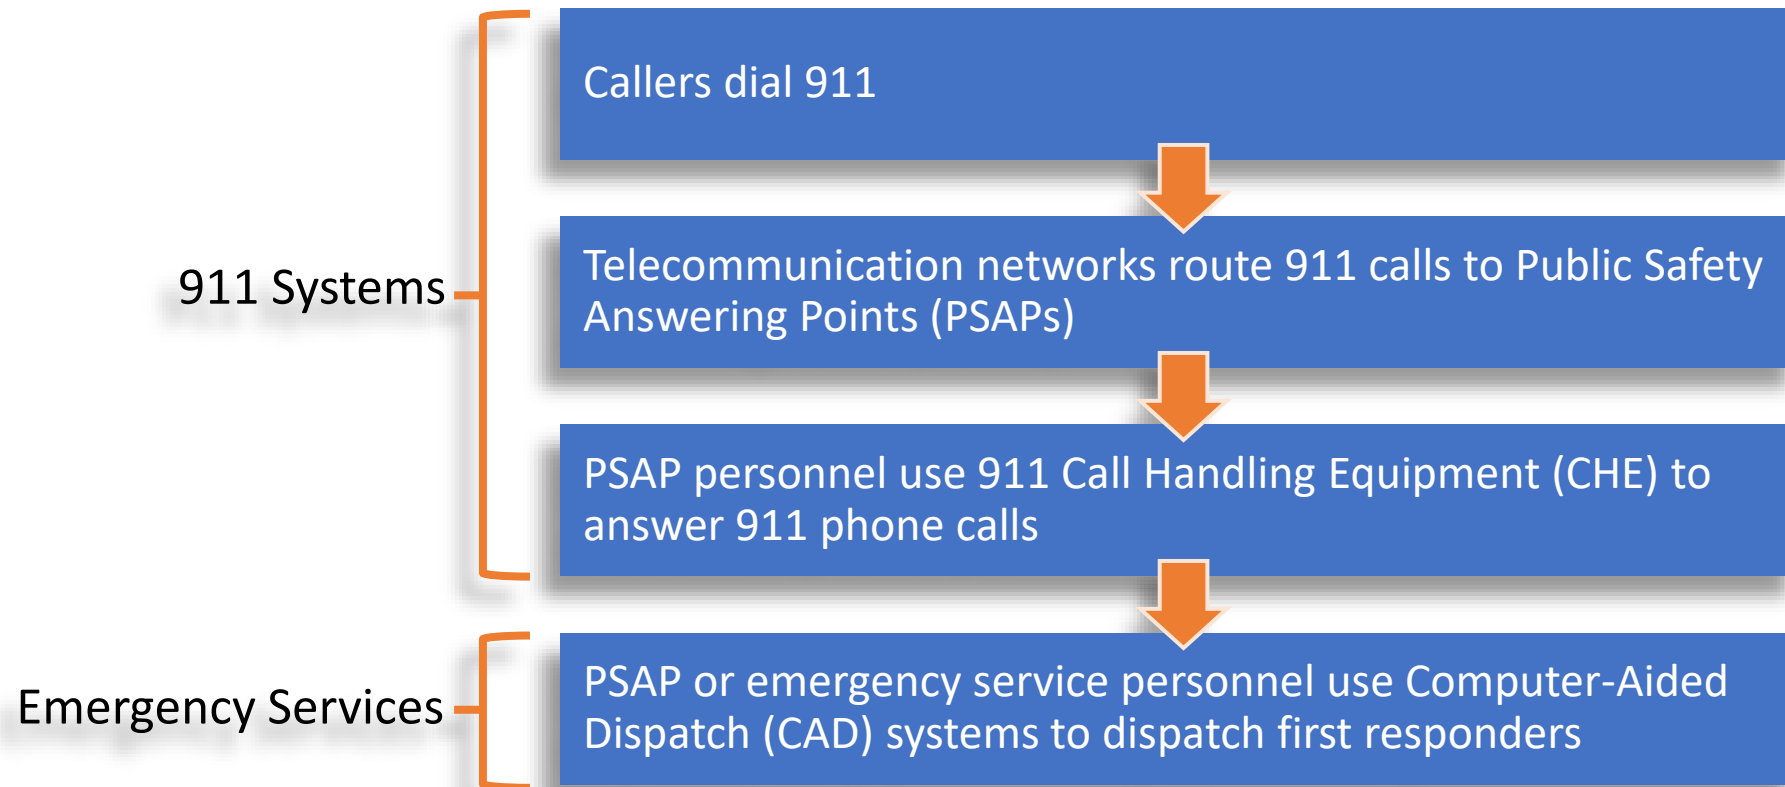 Callers dial 911
911 Systems
Telecommunication networks route 911 calls to Public Safety
Answering Points (PSAPs)
PSAP personnel use 911 Call Handling Equipment (CHE) to
answer 911 phone calls
Emergency Services
PSAP or emergency service personnel use Computer-Aided
Dispatch (CAD) systems to dispatch first responders